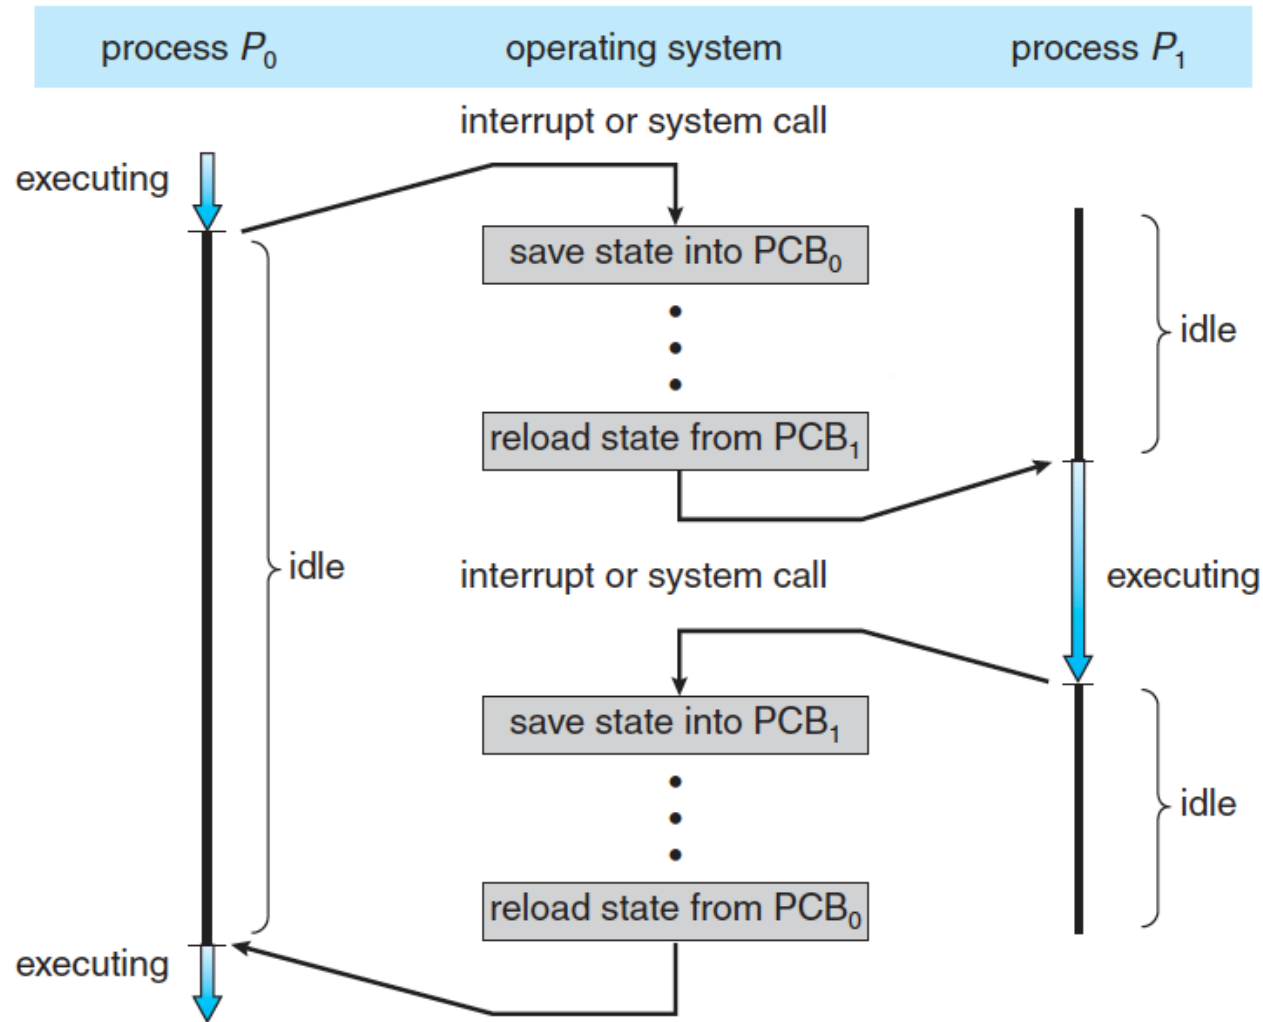 process P₀ operating system process P₁
interrupt or system call
executing
save state into PCB₀
idle
reload state from PCB₁
idle
interrupt or system call
executing
save state into PCB₁
idle
reload state from PCB₀
executing